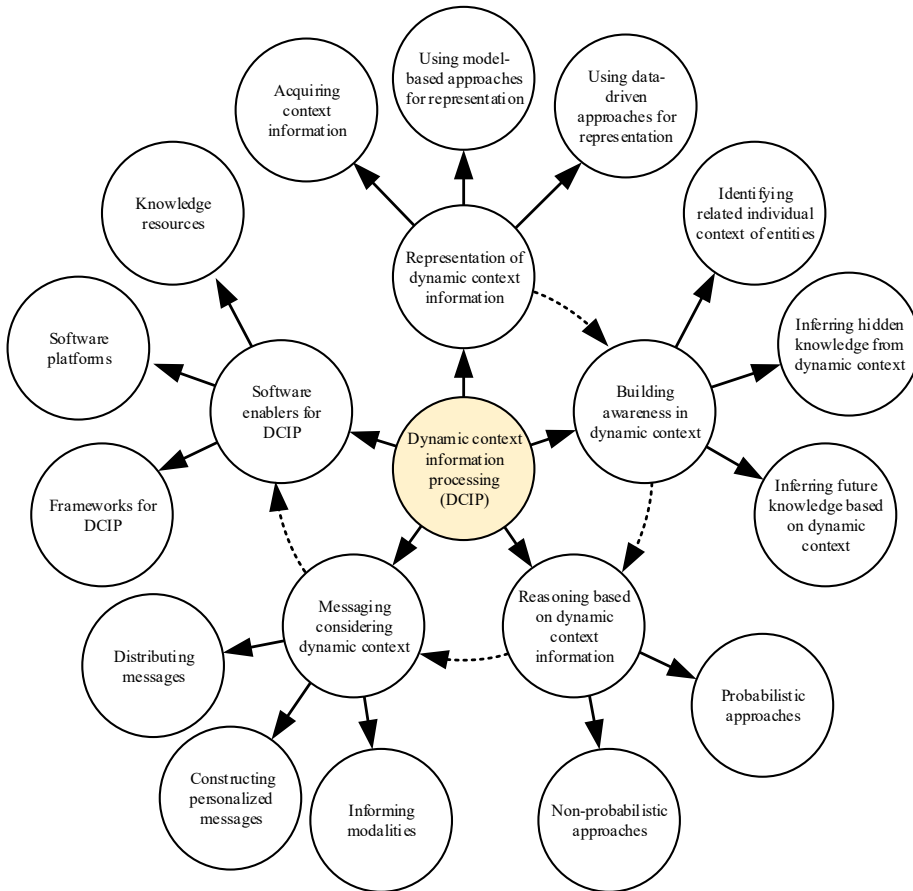 Using model-
based approaches
for representation
Using data-
driven
approaches for
representation
Acquiring
context
information
Identifying
related individual
context of entities
Knowledge
resources
Representation of
dynamic context
information
Inferring hidden
knowledge from
dynamic context
Software
platforms
Software
enablers for
DCIP
Building
awareness in
dynamic context
Dynamic context
information
processing
(DCIP)
Frameworks for
DCIP
Inferring future
knowledge based
on dynamic
context
Messaging
considering
dynamic context
Reasoning based
on dynamic
context
information
Distributing
messages
Probabilistic
approaches
Constructing
personalized
messages
Informing
modalities
Non-probabilistic
approaches